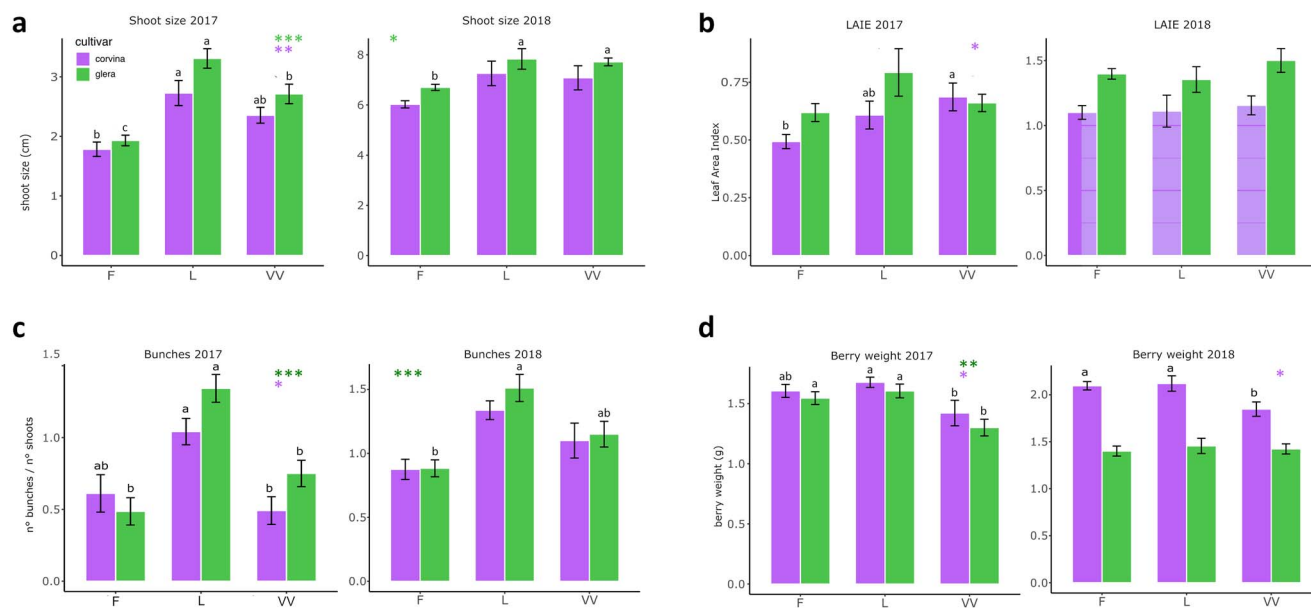 a
Shoot size 2017
cultivar
corvina
glera
***
**
a
a
b
ab
b
c
3
2
1
0
shoot size (cm)
F
L
VV
Shoot size 2018
*
a
a
b
8
6
2
6
0
F
L
VV
b
LAIE 2017
*
a
ab
b
0.75
0.50
0.25
0.00
Leaf Area Index
F
L
VV
LAIE 2018
1.5
1.0
1.5
0.0
F
L
VV
c
Bunches 2017
1.5
***
*
a
a
ab
b
b
b
1.0
0.5
0.0
n° bunches / n° shoots
F
L
VV
Bunches 2018
***
a
ab
b
1.5
1.0
0.5
0.0
F
L
VV
d
Berry weight 2017
**
*
ab
a
a
a
b
b
1.5
1.0
1.5
0.0
berry weight (g)
F
L
VV
Berry weight 2018
*
a
a
b
2.0
1.5
2.0
1.5
0.0
F
L
VV